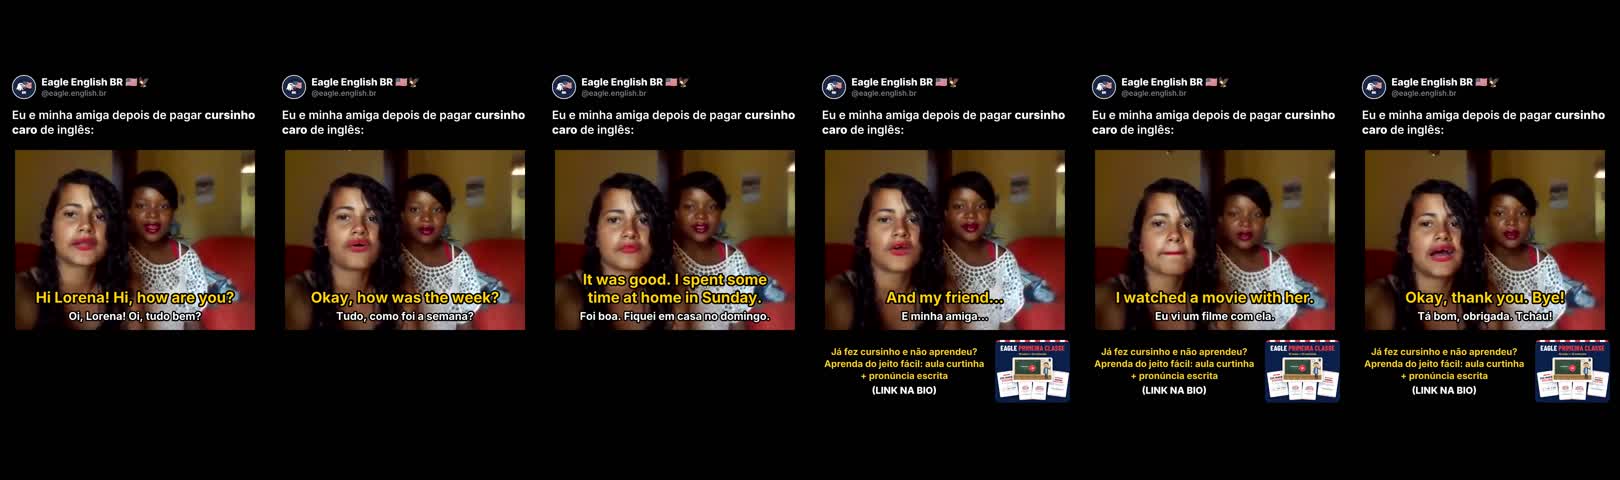 Eagle English BR 🇺🇸🦅
@eagle.english.br
Eu e minha amiga depois de pagar cursinho
caro de inglês:
Hi Lorena! Hi, how are you?
Oi, Lorena! Oi, tudo bem?
Eagle English BR 🇺🇸🦅
@eagle.english.br
Eu e minha amiga depois de pagar cursinho
caro de inglês:
Okay, how was the week?
Tudo, como foi a semana?
Eagle English BR 🇺🇸🦅
@eagle.english.br
Eu e minha amiga depois de pagar cursinho
caro de inglês:
It was good. I spent some
time at home in Sunday.
Foi boa. Fiquei em casa no domingo.
Eagle English BR 🇺🇸🦅
@eagle.english.br
Eu e minha amiga depois de pagar cursinho
caro de inglês:
And my friend...
E minha amiga...
Já fez cursinho e não aprendeu?
Aprenda do jeito fácil: aula curtinha
+ pronúncia escrita
(LINK NA BIO)
EAGLE PRIMEIRA CLASSE
Eagle English BR 🇺🇸🦅
@eagle.english.br
Eu e minha amiga depois de pagar cursinho
caro de inglês:
I watched a movie with her.
Eu vi um filme com ela.
Já fez cursinho e não aprendeu?
Aprenda do jeito fácil: aula curtinha
+ pronúncia escrita
(LINK NA BIO)
EAGLE PRIMEIRA CLASSE
Eagle English BR 🇺🇸🦅
@eagle.english.br
Eu e minha amiga depois de pagar cursinho
caro de inglês:
Okay, thank you. Bye!
Tá bom, obrigada. Tchau!
Já fez cursinho e não aprendeu?
Aprenda do jeito fácil: aula curtinha
+ pronúncia escrita
(LINK NA BIO)
EAGLE PRIMEIRA CLASSE